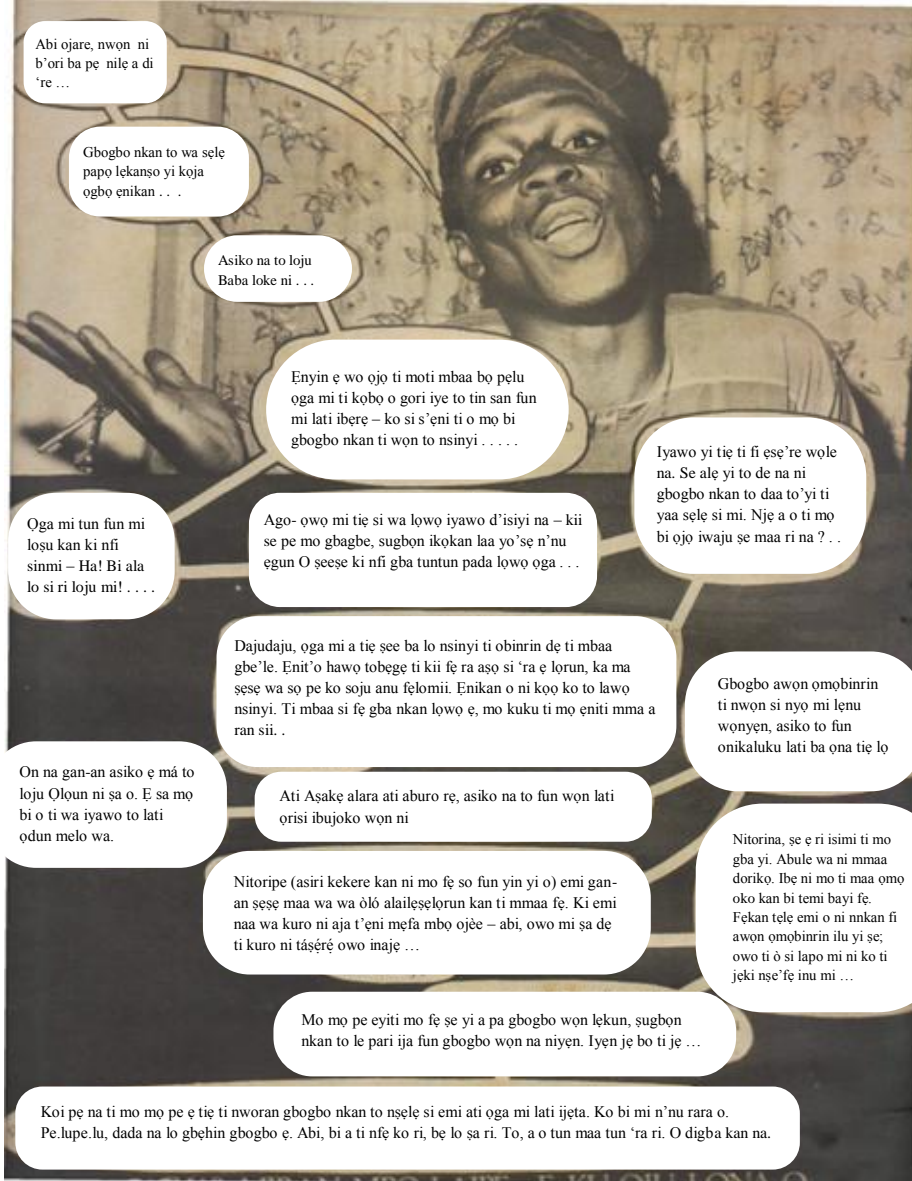 Abi ojare, nwọn ni
b'ori ba pẹ nilẹ a di
‘re …
Gbogbo nkan to wa sẹlẹ
papọ lẹkanṣo yi kọja
ọgbọ ẹnikan . . .
Asiko na to loju
Baba loke ni . . .
Ẹnyin ẹ wo ọjọ ti moti mbaa bọ pẹlu
ọga mi ti kọbọ o gori iye to tin san fun
mi lati ibẹrẹ – ko si s'ẹni ti o mọ bi
gbogbo nkan ti wọn to nsinyi . . . . .
Ọga mi tun fun mi
loṣu kan ki nfi
sinmi – Ha! Bi ala
lo si ri loju mi! . . . .
Ago- ọwọ mi tiẹ si wa lọwọ iyawo d'isiyi na – kii
se pe mo gbagbe, sugbọn ikọkan laa yo'sẹ n'nu
ẹgun O ṣeeṣe ki nfi gba tuntun pada lọwọ ọga . . .
Iyawo yi tiẹ ti fi ẹsẹ're wọle
na. Se alẹ yi to de na ni
gbogbo nkan to daa to'yi ti
yaa sẹlẹ si mi. Njẹ a o ti mọ
bi ọjọ iwaju ṣe maa ri na ? . .
Dajudaju, ọga mi a tiẹ ṣee ba lo nsinyi ti obinrin dẹ ti mbaa
gbe'le. Ẹnit'o hawọ tobẹgẹ ti kii fẹ ra aṣọ si ‘ra ẹ lọrun, ka ma
ṣẹsẹ wa sọ pe ko soju anu fẹlomii. Ẹnikan o ni kọọ ko to lawọ
nsinyi. Ti mbaa si fẹ gba nkan lọwọ ẹ, mo kuku ti mọ ẹniti mma a
ran sii. .
On na gan-an asiko ẹ má to
loju Ọlọun ni ṣa o. Ẹ sa mọ
bi o ti wa iyawo to lati
ọdun melo wa.
Ati Aṣakẹ alara ati aburo rẹ, asiko na to fun wọn lati
ọrisi ibujoko wọn ni
Gbogbo awọn ọmọbinrin
ti nwọn si nyọ mi lẹnu
wọnyẹn, asiko to fun
onikaluku lati ba ọna tiẹ lọ
Nitoripe (asiri kekere kan ni mo fẹ so fun yin yi o) emi gan-
an ṣẹṣẹ maa wa wa òló alailẹṣẹlọrun kan ti mmaa fẹ. Ki emi
naa wa kuro ni aja t'ẹni mẹfa mbọ ojèe – abi, owo mi ṣa dẹ
ti kuro ni táṣẹ́rẹ́ owo inajẹ …
Nitorina, ṣe ẹ ri isimi ti mo
gba yi. Abule wa ni mmaa
dorikọ. Ibẹ ni mo ti maa ọmọ
oko kan bi temi bayi fẹ.
Fẹkan tẹlẹ emi o ni nnkan fi
awọn ọmọbinrin ilu yi ṣe;
owo ti ò si lapo mi ni ko ti
jẹki nṣe'fẹ inu mi …
Mo mọ pe eyiti mo fẹ ṣe yi a pa gbogbo wọn lẹkun, ṣugbọn
nkan to le pari ija fun gbogbo wọn na niyẹn. Iyẹn jẹ bo ti jẹ …
Koi pẹ na ti mo mọ pe ẹ tiẹ ti nworan gbogbo nkan to nṣẹlẹ si emi ati ọga mi lati ijẹta. Ko bi mi n'nu rara o.
Pe.lupe.lu, dada na lo gbẹhin gbogbo ẹ. Abi, bi a ti nfẹ ko ri, bẹ lo ṣa ri. To, a o tun maa tun ‘ra ri. O digba kan na.